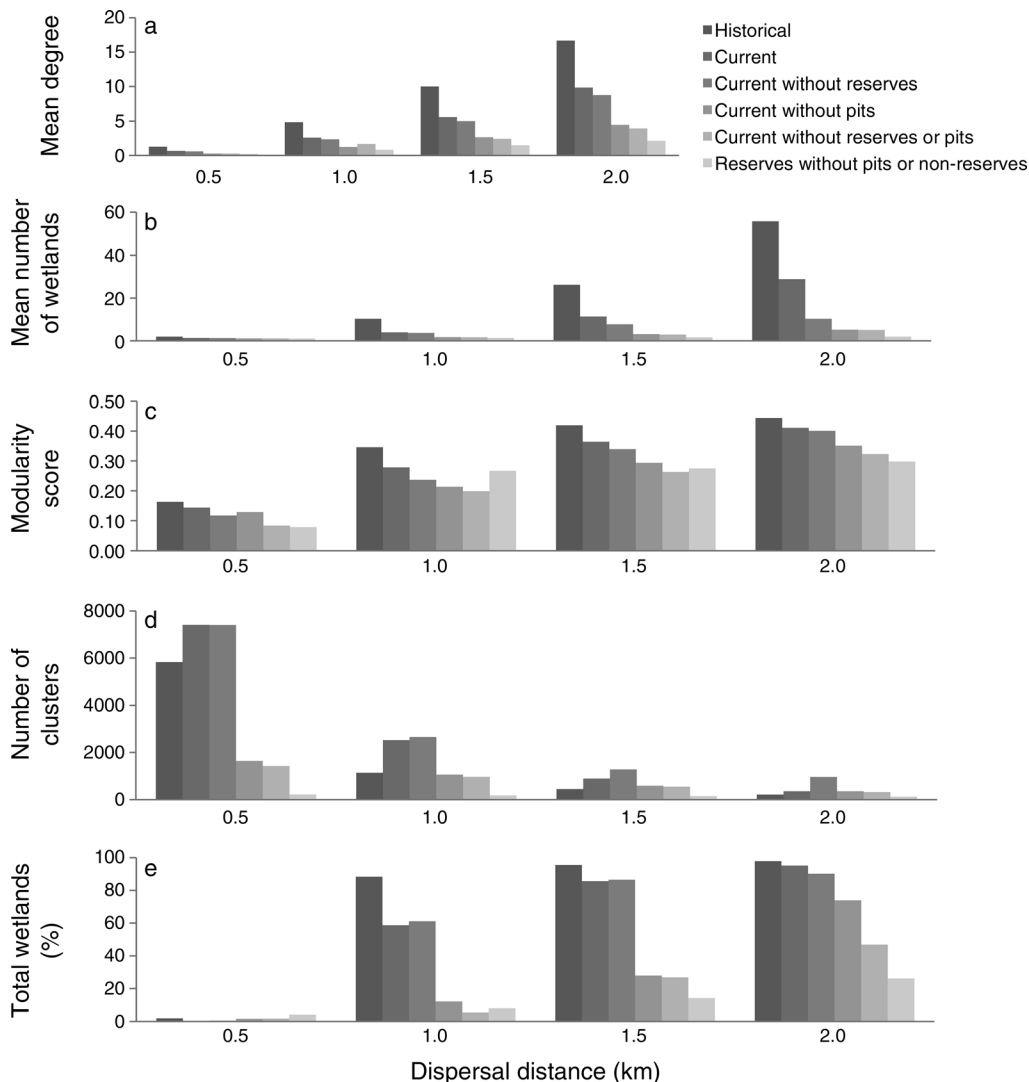 a
Mean degree
20
15
10
5
0
0.5 1.0 1.5 2.0
Historical
Current
Current without reserves
Current without pits
Current without reserves or pits
Reserves without pits or non-reserves
b
Mean number
of wetlands
60
40
20
0
0.5 1.0 1.5 2.0
c
Modularity
score
0.50
0.40
0.30
0.20
0.10
0.00
0.5 1.0 1.5 2.0
d
Number of
clusters
8000
6000
4000
2000
0
0.5 1.0 1.5 2.0
e
Total wetlands
(%)
100
80
60
40
20
0
0.5 1.0 1.5 2.0
Dispersal distance (km)